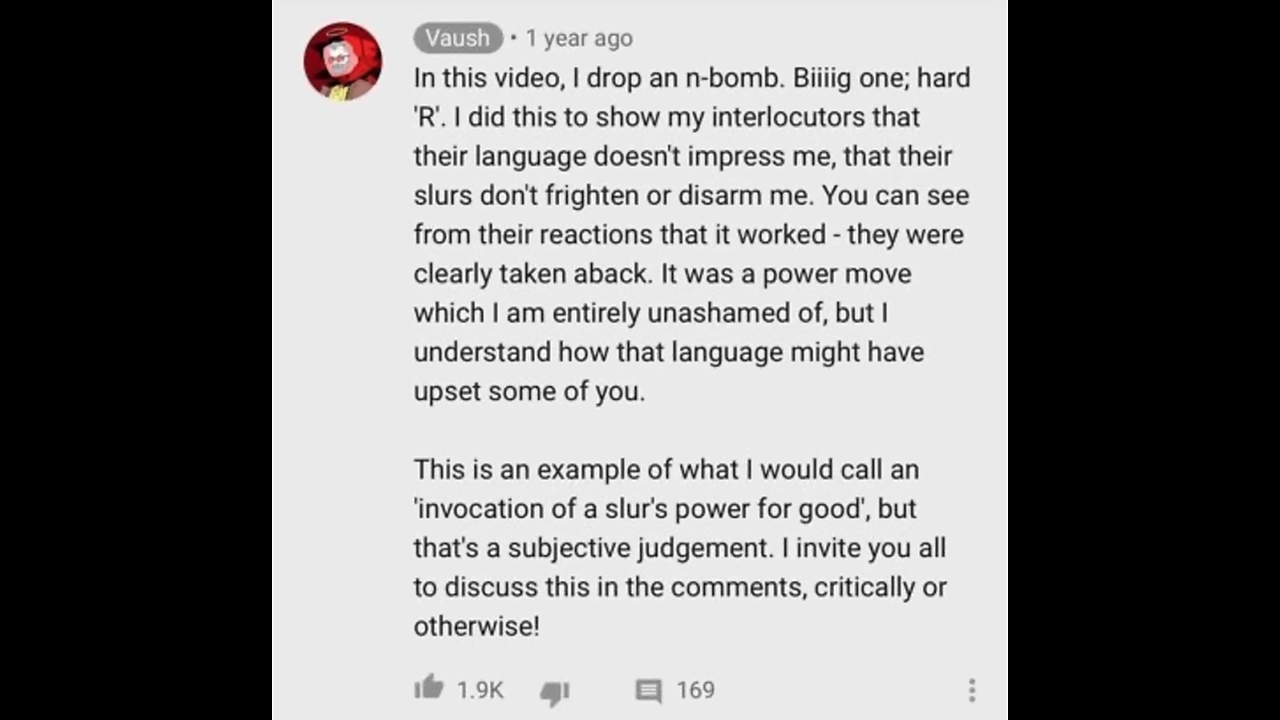 Vaush • 1 year ago
In this video, I drop an n-bomb. Biiiig one; hard
'R'. I did this to show my interlocutors that
their language doesn't impress me, that their
slurs don't frighten or disarm me. You can see
from their reactions that it worked - they were
clearly taken aback. It was a power move
which I am entirely unashamed of, but I
understand how that language might have
upset some of you.
This is an example of what I would call an
'invocation of a slur's power for good', but
that's a subjective judgement. I invite you all
to discuss this in the comments, critically or
otherwise!
1.9K 169